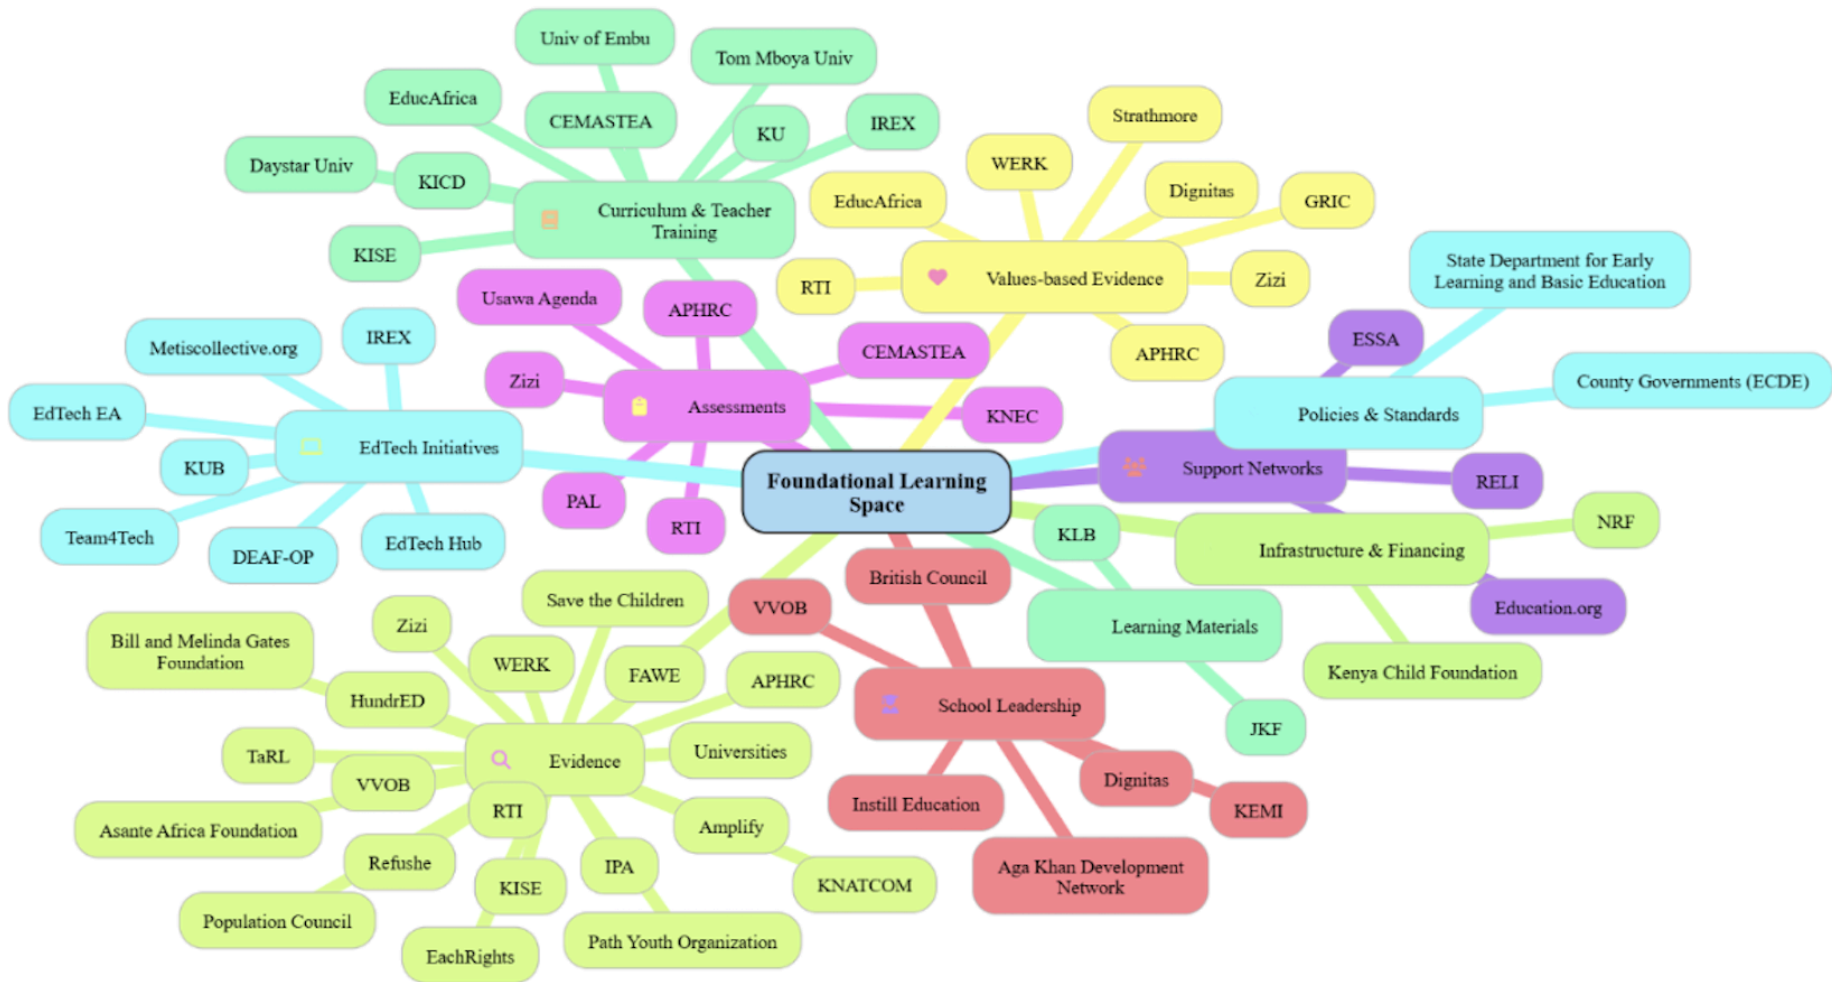 Univ of Embu
Tom Mboya Univ
EducAfrica
CEMASTEA
KU
IREX
Daystar Univ
KICD
Curriculum & Teacher
Training
KISE
Strathmore
WERK
Dignitas
EducAfrica
GRIC
Values-based Evidence
RTI
Zizi
APHRC
State Department for Early
Learning and Basic Education
ESSA
County Governments (ECDE)
Policies & Standards
Support Networks
RELI
Education.org
Usawa Agenda
APHRC
CEMASTEA
Zizi
Assessments
KNEC
PAL
RTI
Metiscollective.org
IREX
EdTech EA
EdTech Initiatives
KUB
Team4Tech
DEAF-OP
EdTech Hub
Foundational Learning
Space
NRF
Infrastructure & Financing
Kenya Child Foundation
KLB
Learning Materials
JKF
British Council
VVOB
School Leadership
Dignitas
KEMI
Instill Education
Aga Khan Development
Network
Save the Children
Zizi
Bill and Melinda Gates
Foundation
WERK
FAWE
APHRC
HundrED
Universities
TaRL
Evidence
VVOB
RTI
Asante Africa Foundation
Amplify
Refushe
IPA
KISE
KNATCOM
Population Council
Path Youth Organization
EachRights